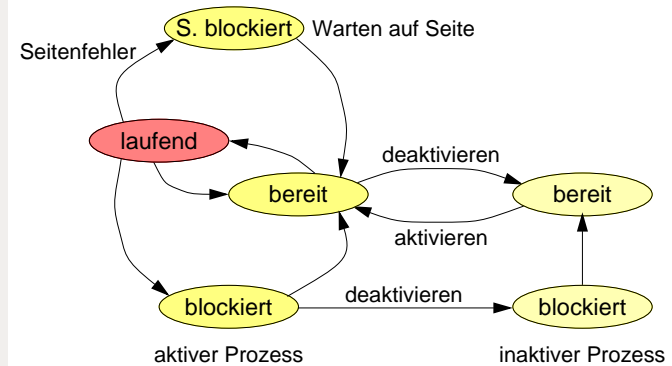 S. blockiert
Warten auf Seite
Seitenfehler
laufend
deaktivieren
bereit
bereit
aktivieren
blockiert
deaktivieren
blockiert
aktiver Prozess
inaktiver Prozess